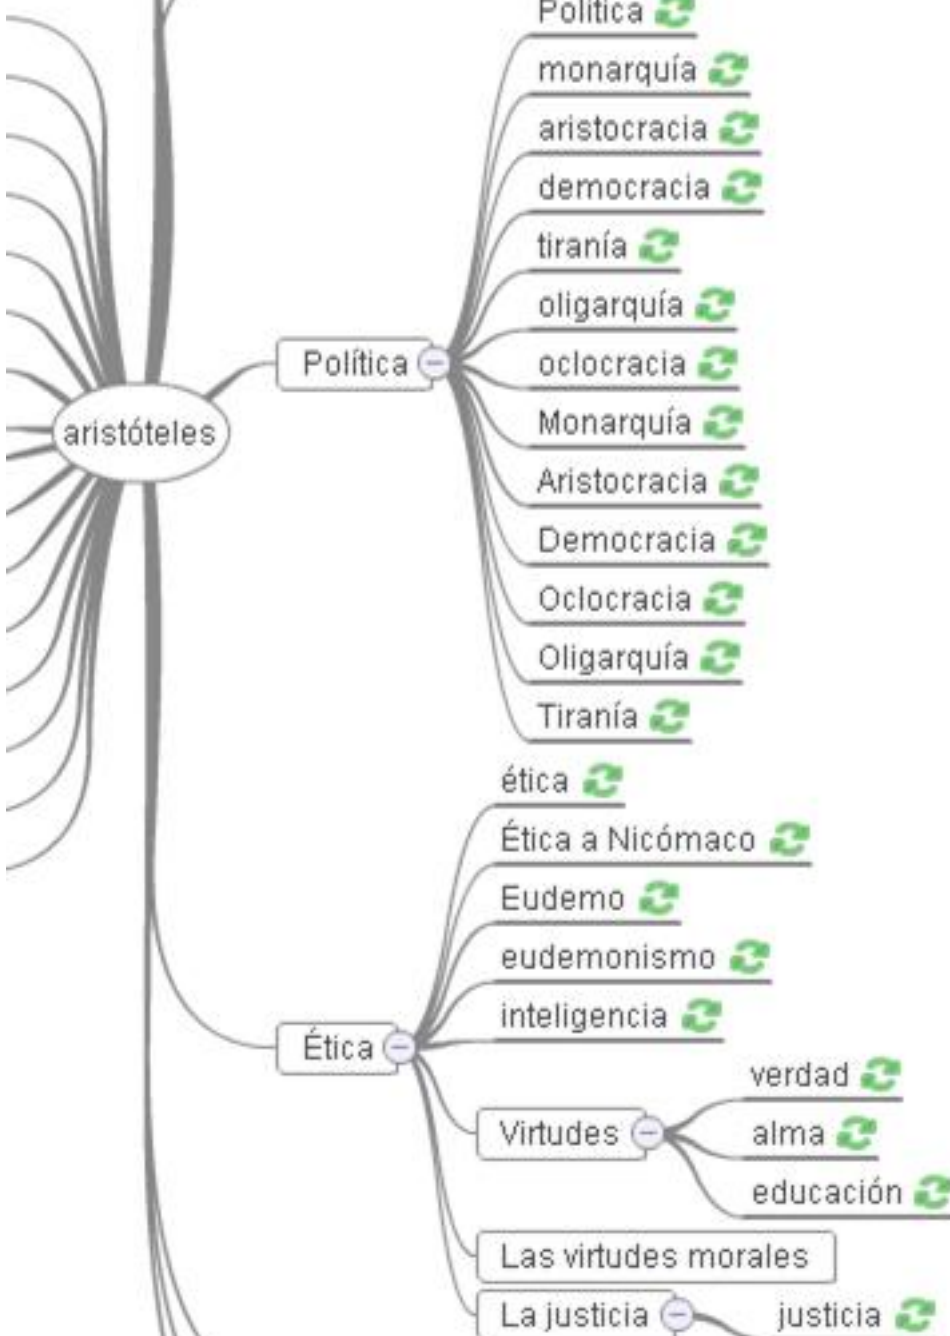 Política
monarquía
aristocracia
democracia
tiranía
oligarquía
Política
oclocracia
Monarquía
aristóteles
Aristocracia
Democracia
Oclocracia
Oligarquía
Tiranía
ética
Ética a Nicómaco
Eudemo
eudemonismo
inteligencia
Ética
verdad
Virtudes
alma
educación
Las virtudes morales
La justicia
justicia